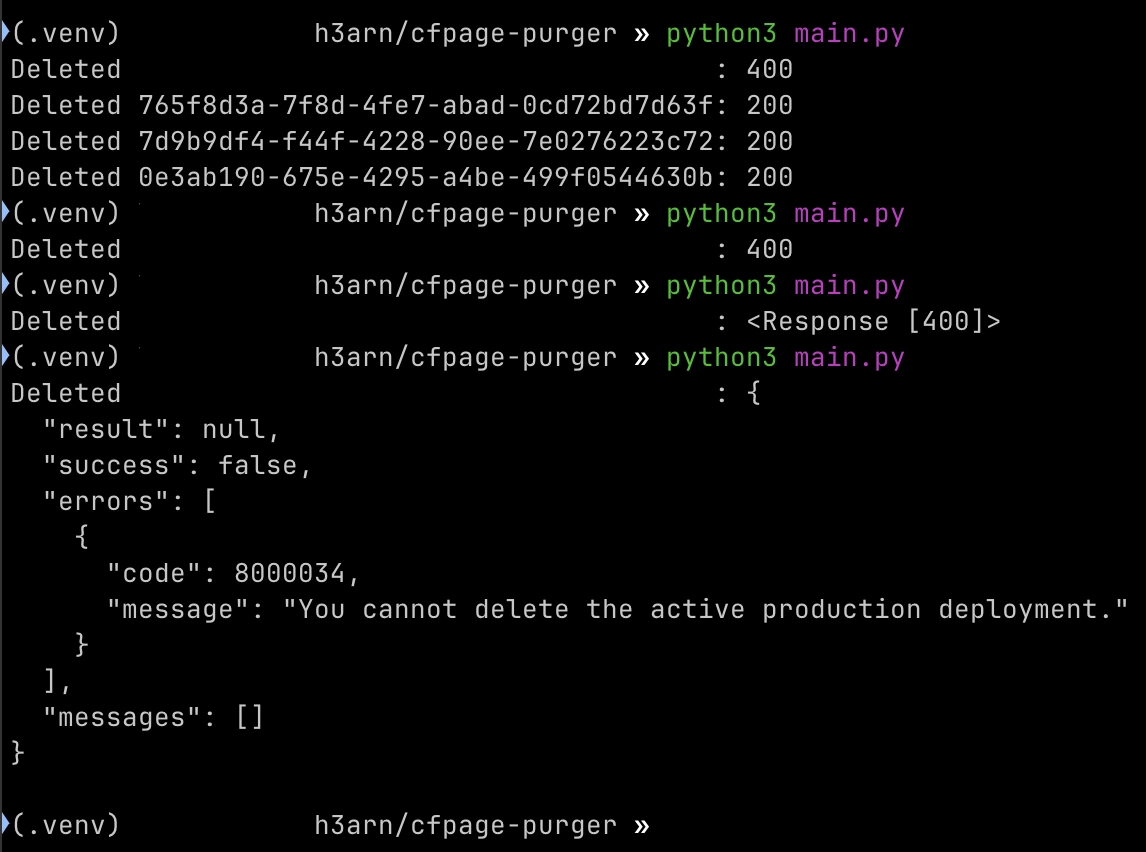 (.venv) h3arn/cfpage-purger » python3 main.py
Deleted : 400
Deleted 765f8d3a-7f8d-4fe7-abad-0cd72bd7d63f: 200
Deleted 7d9b9df4-f44f-4228-90ee-7e0276223c72: 200
Deleted 0e3ab190-675e-4295-a4be-499f0544630b: 200
(.venv) h3arn/cfpage-purger » python3 main.py
Deleted : 400
(.venv) h3arn/cfpage-purger » python3 main.py
Deleted : <Response [400]>
(.venv) h3arn/cfpage-purger » python3 main.py
Deleted : {
  "result": null,
  "success": false,
  "errors": [
    {
      "code": 8000034,
      "message": "You cannot delete the active production deployment."
    }
  ],
  "messages": []
}
(.venv) h3arn/cfpage-purger »